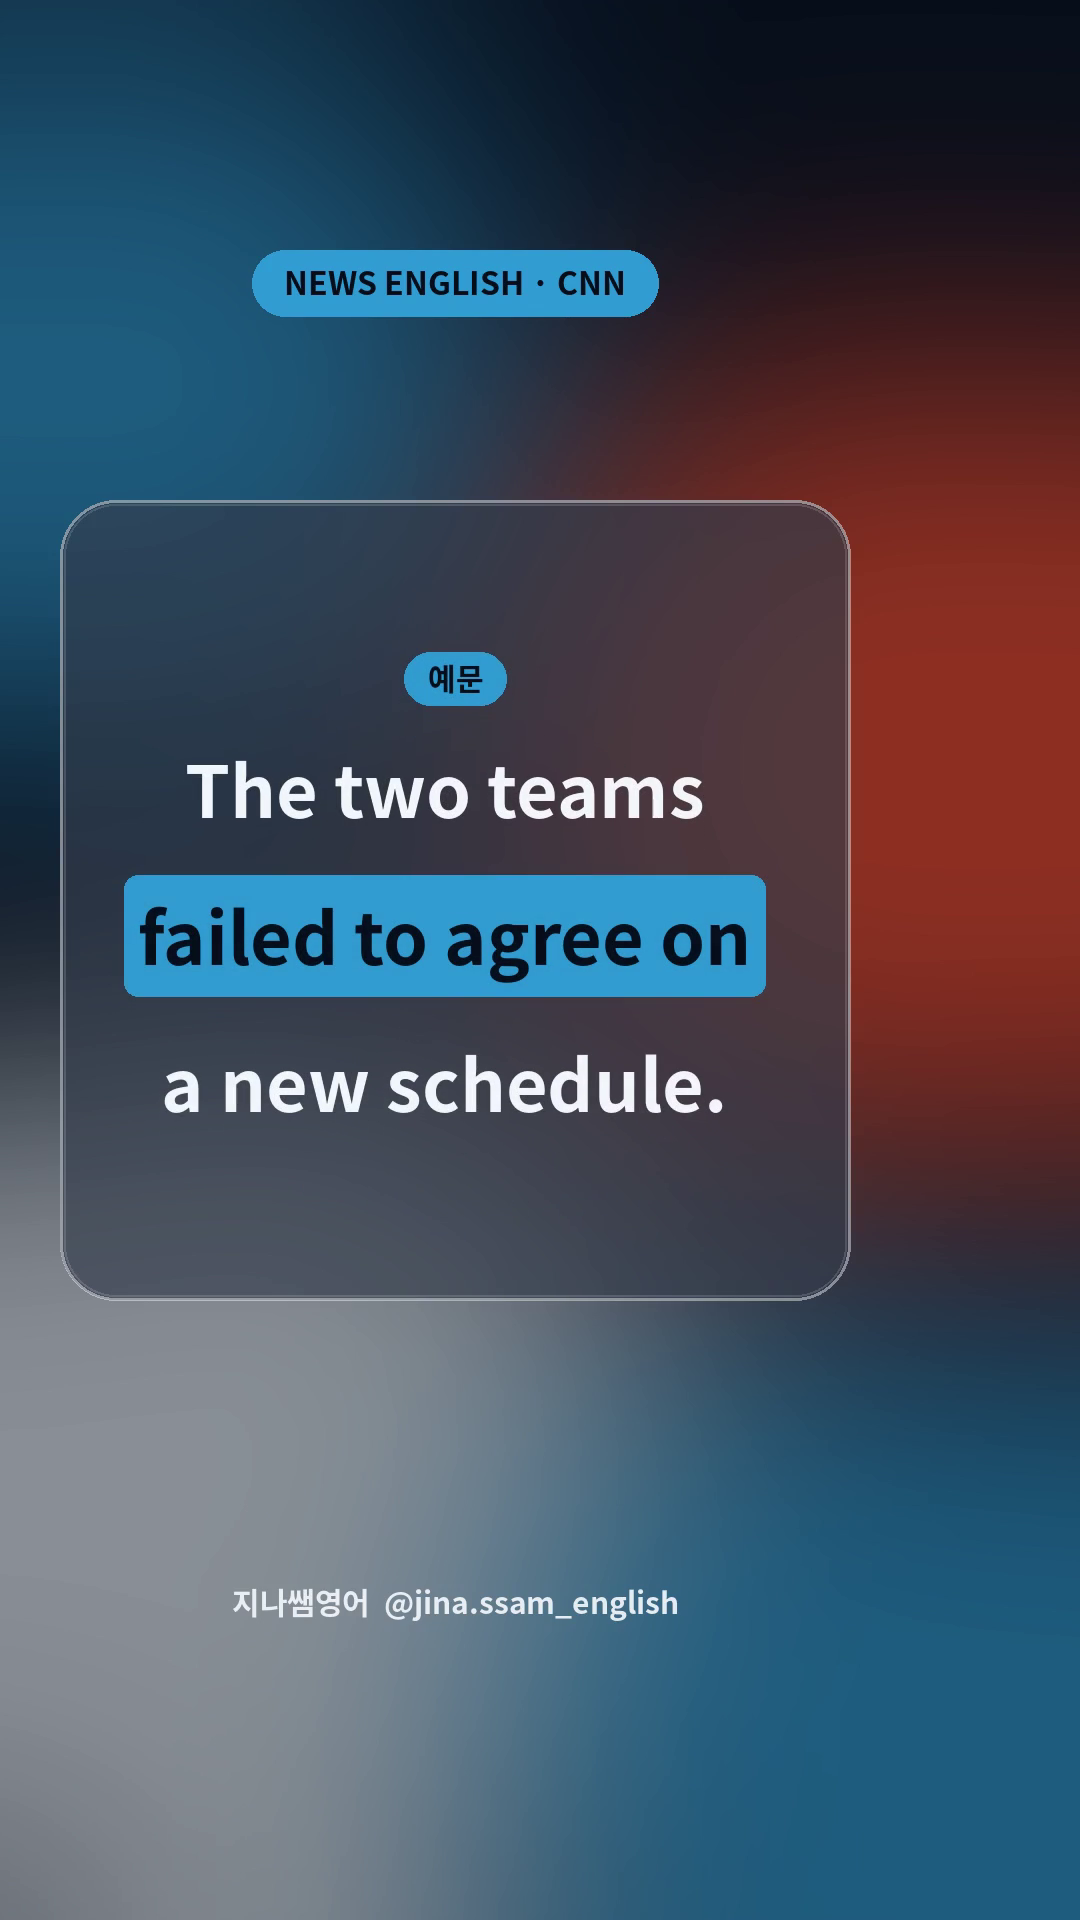 NEWS ENGLISH · CNN
예문
The two teams
failed to agree on
a new schedule.
지나쌤영어 @jina.ssam_english